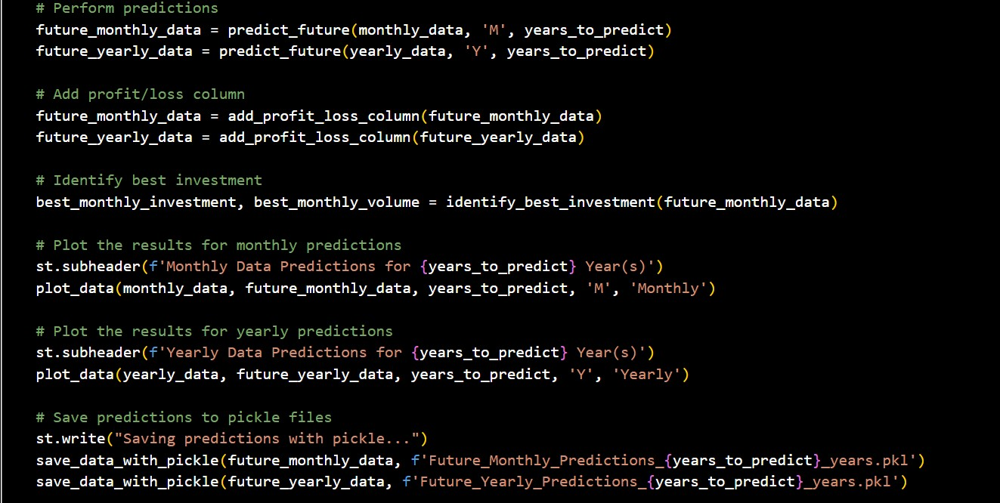 # Perform predictions
future_monthly_data = predict_future(monthly_data, 'M', years_to_predict)
future_yearly_data = predict_future(yearly_data, 'Y', years_to_predict)
# Add profit/loss column
future_monthly_data = add_profit_loss_column(future_monthly_data)
future_yearly_data = add_profit_loss_column(future_yearly_data)
# Identify best investment
best_monthly_investment, best_monthly_volume = identify_best_investment(future_monthly_data)
# Plot the results for monthly predictions
st.subheader(f'Monthly Data Predictions for {years_to_predict} Year(s)')
plot_data(monthly_data, future_monthly_data, years_to_predict, 'M', 'Monthly')
# Plot the results for yearly predictions
st.subheader(f'Yearly Data Predictions for {years_to_predict} Year(s)')
plot_data(yearly_data, future_yearly_data, years_to_predict, 'Y', 'Yearly')
# Save predictions to pickle files
st.write("Saving predictions with pickle...")
save_data_with_pickle(future_monthly_data, f'Future_Monthly_Predictions_{years_to_predict}_years.pkl')
save_data_with_pickle(future_yearly_data, f'Future_Yearly_Predictions_{years_to_predict}_years.pkl')